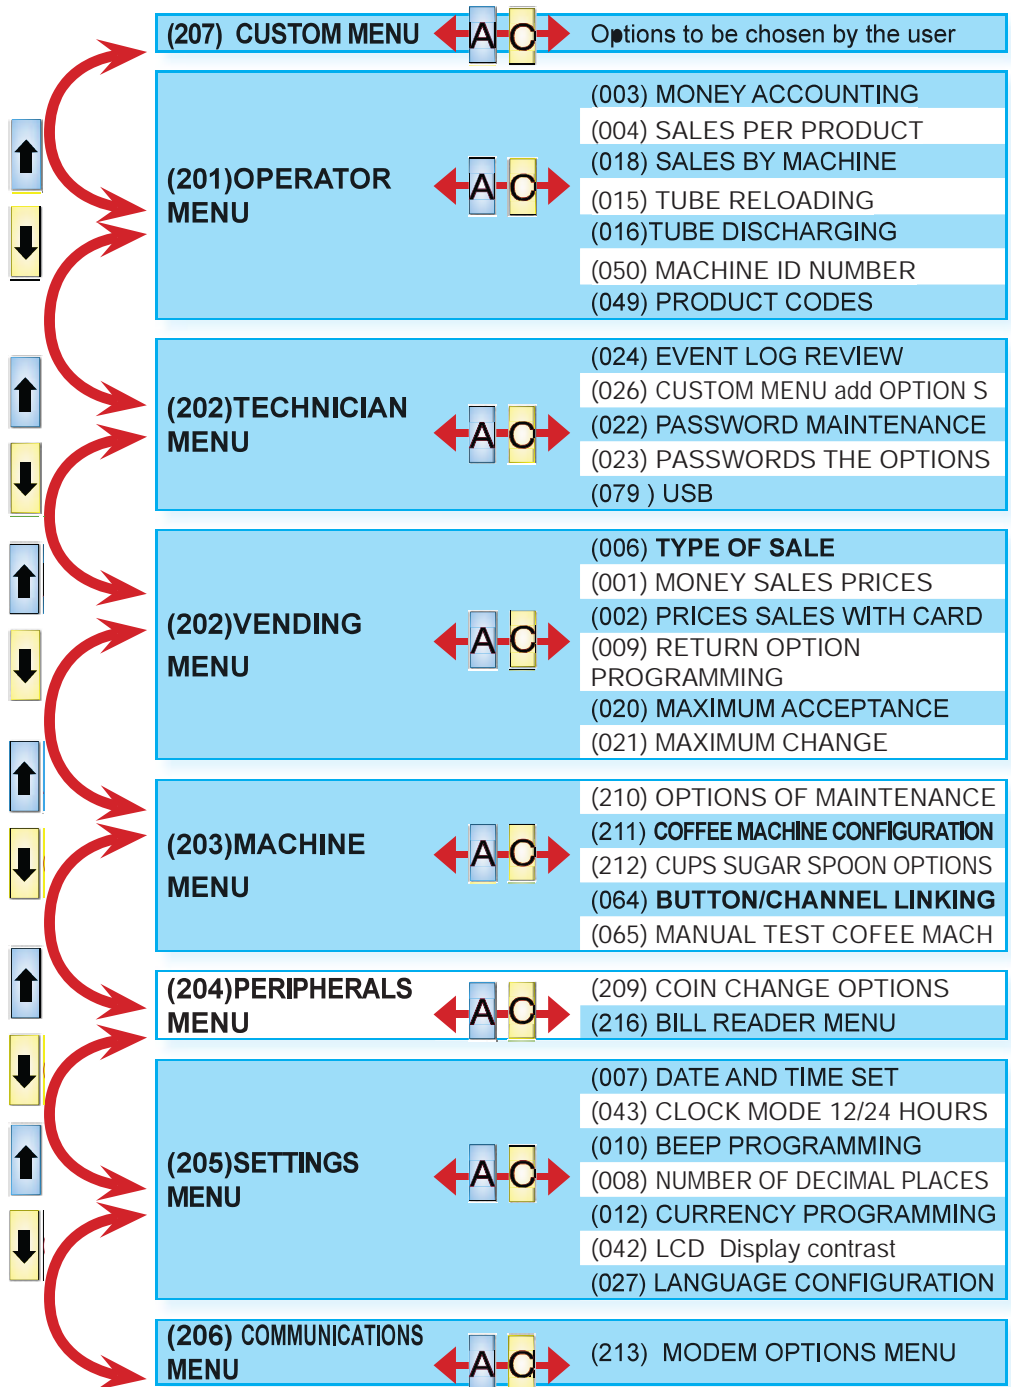 (207) CUSTOM MENU A C Options to be chosen by the user
(003) MONEY ACCOUNTING
(004) SALES PER PRODUCT
(018) SALES BY MACHINE
(201)OPERATOR
MENU
A C
(015) TUBE RELOADING
(016)TUBE DISCHARGING
(050) MACHINE ID NUMBER
(049) PRODUCT CODES
(024) EVENT LOG REVIEW
(026) CUSTOM MENU add OPTION S
(202)TECHNICIAN
MENU
A C
(022) PASSWORD MAINTENANCE
(023) PASSWORDS THE OPTIONS
(079 ) USB
(006) TYPE OF SALE
(001) MONEY SALES PRICES
(202)VENDING
MENU
A C
(002) PRICES SALES WITH CARD
(009) RETURN OPTION
PROGRAMMING
(020) MAXIMUM ACCEPTANCE
(021) MAXIMUM CHANGE
(210) OPTIONS OF MAINTENANCE
(211) COFFEE MACHINE CONFIGURATION
(203)MACHINE
MENU
A C
(212) CUPS SUGAR SPOON OPTIONS
(064) BUTTON/CHANNEL LINKING
(065) MANUAL TEST COFEE MACH
(204)PERIPHERALS
MENU
A C
(209) COIN CHANGE OPTIONS
(216) BILL READER MENU
(007) DATE AND TIME SET
(043) CLOCK MODE 12/24 HOURS
(010) BEEP PROGRAMMING
(205)SETTINGS
MENU
A C
(008) NUMBER OF DECIMAL PLACES
(012) CURRENCY PROGRAMMING
(042) LCD Display contrast
(027) LANGUAGE CONFIGURATION
(206) COMMUNICATIONS
MENU
A C
(213) MODEM OPTIONS MENU